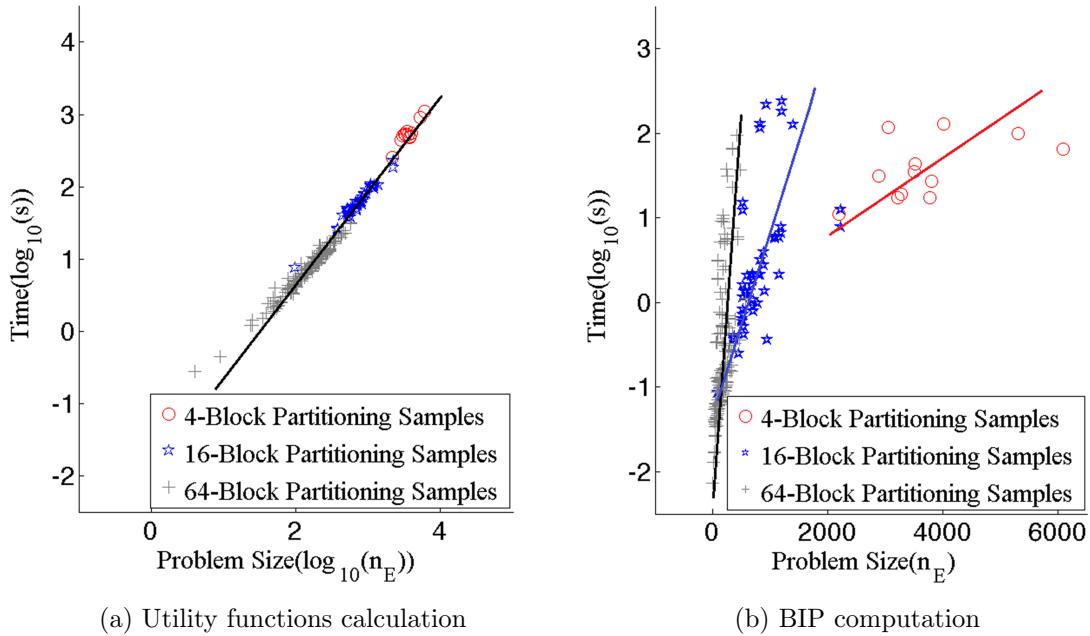 4
3
2
1
0
-1
-2
Time(log10(s))
4-Block Partitioning Samples
16-Block Partitioning Samples
64-Block Partitioning Samples
0
2
4
Problem Size(log10(nE))
(a) Utility functions calculation
3
2
1
0
-1
-2
Time(log10(s))
4-Block Partitioning Samples
16-Block Partitioning Samples
64-Block Partitioning Samples
0
2000
4000
6000
Problem Size(nE)
(b) BIP computation